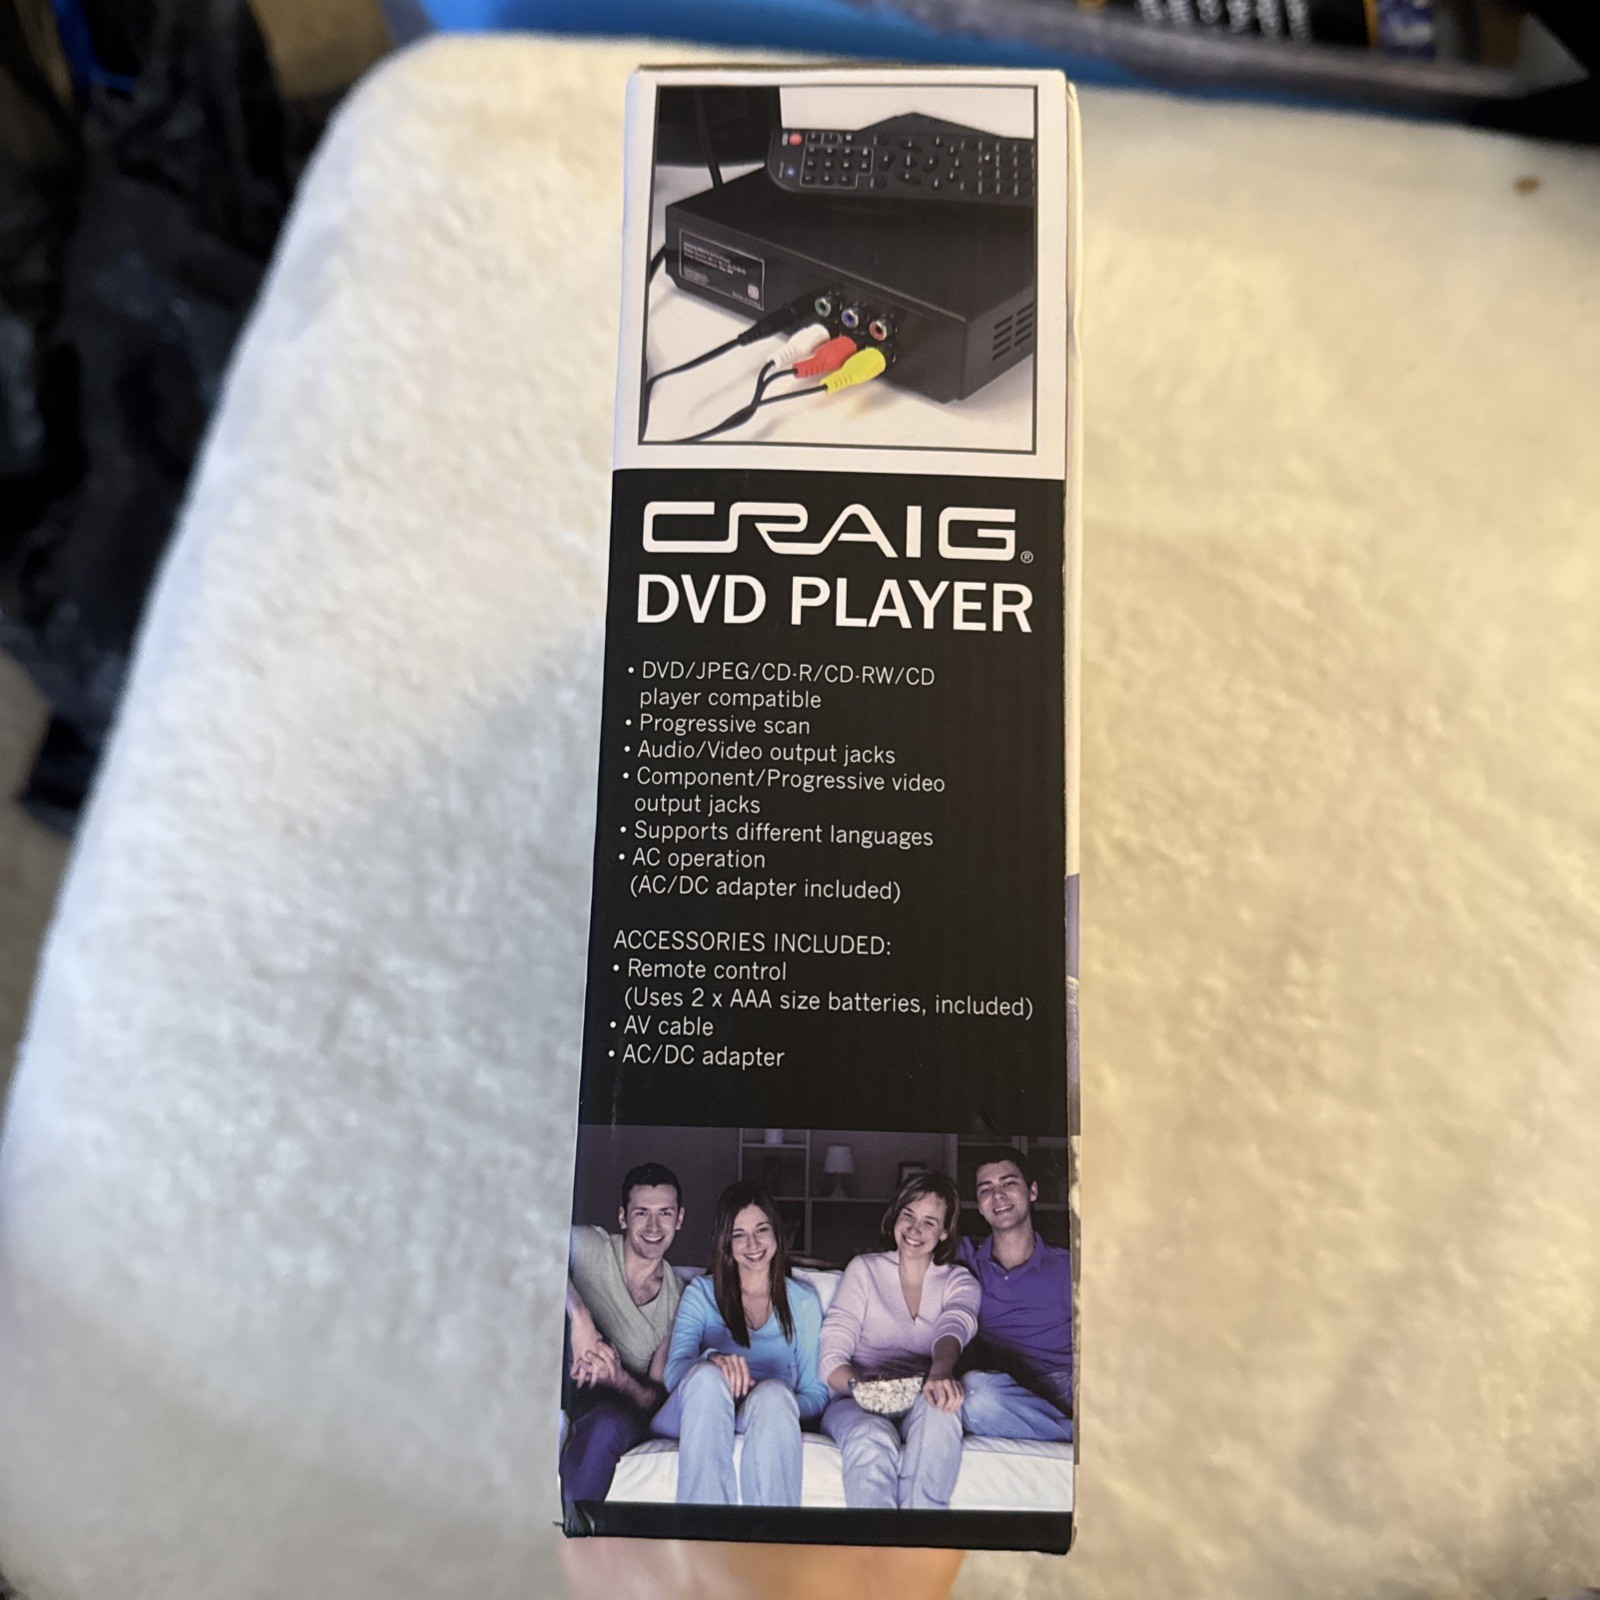 CRAIG®
DVD PLAYER
• DVD/JPEG/CD-R/CD-RW/CD
player compatible
• Progressive scan
• Audio/Video output jacks
• Component/Progressive video
output jacks
• Supports different languages
• AC operation
(AC/DC adapter included)
ACCESSORIES INCLUDED:
• Remote control
(Uses 2 x AAA size batteries, included)
• AV cable
• AC/DC adapter